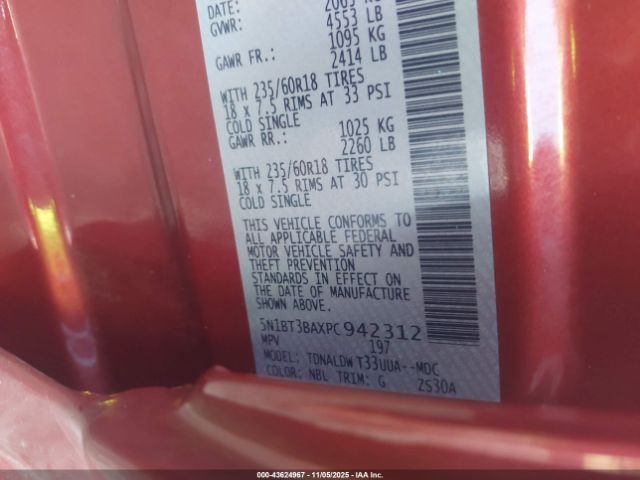 DATE:
GVWR: 4553 LB
1095 KG
GAWR FR.: 2414 LB
WITH 235/60R18 TIRES
18 x 7.5 RIMS AT 33 PSI
COLD SINGLE
1025 KG
GAWR RR.: 2260 LB
WITH 235/60R18 TIRES
18 x 7.5 RIMS AT 30 PSI
COLD SINGLE
THIS VEHICLE CONFORMS TO
ALL APPLICABLE FEDERAL
MOTOR VEHICLE SAFETY AND
THEFT PREVENTION
STANDARDS IN EFFECT ON
THE DATE OF MANUFACTURE
SHOWN ABOVE.
5N1BT3BAXPC942312
MPV 197
MODEL: TDNALDW T33UUA--MDC
COLOR: NBL TRIM: G 2S30A
000-43624967 - 11/05/2025 - IAA Inc.